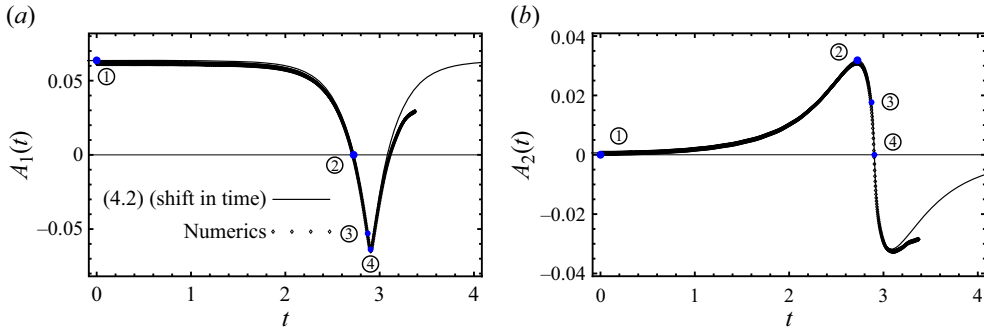 (a)
0.05
0
−0.05
A1(t)
①
②
③
④
(4.2) (shift in time)
Numerics
0 1 2 3 4
t
(b)
0.04
0.02
0
−0.02
−0.04
A2(t)
①
②
③
④
0 1 2 3 4
t